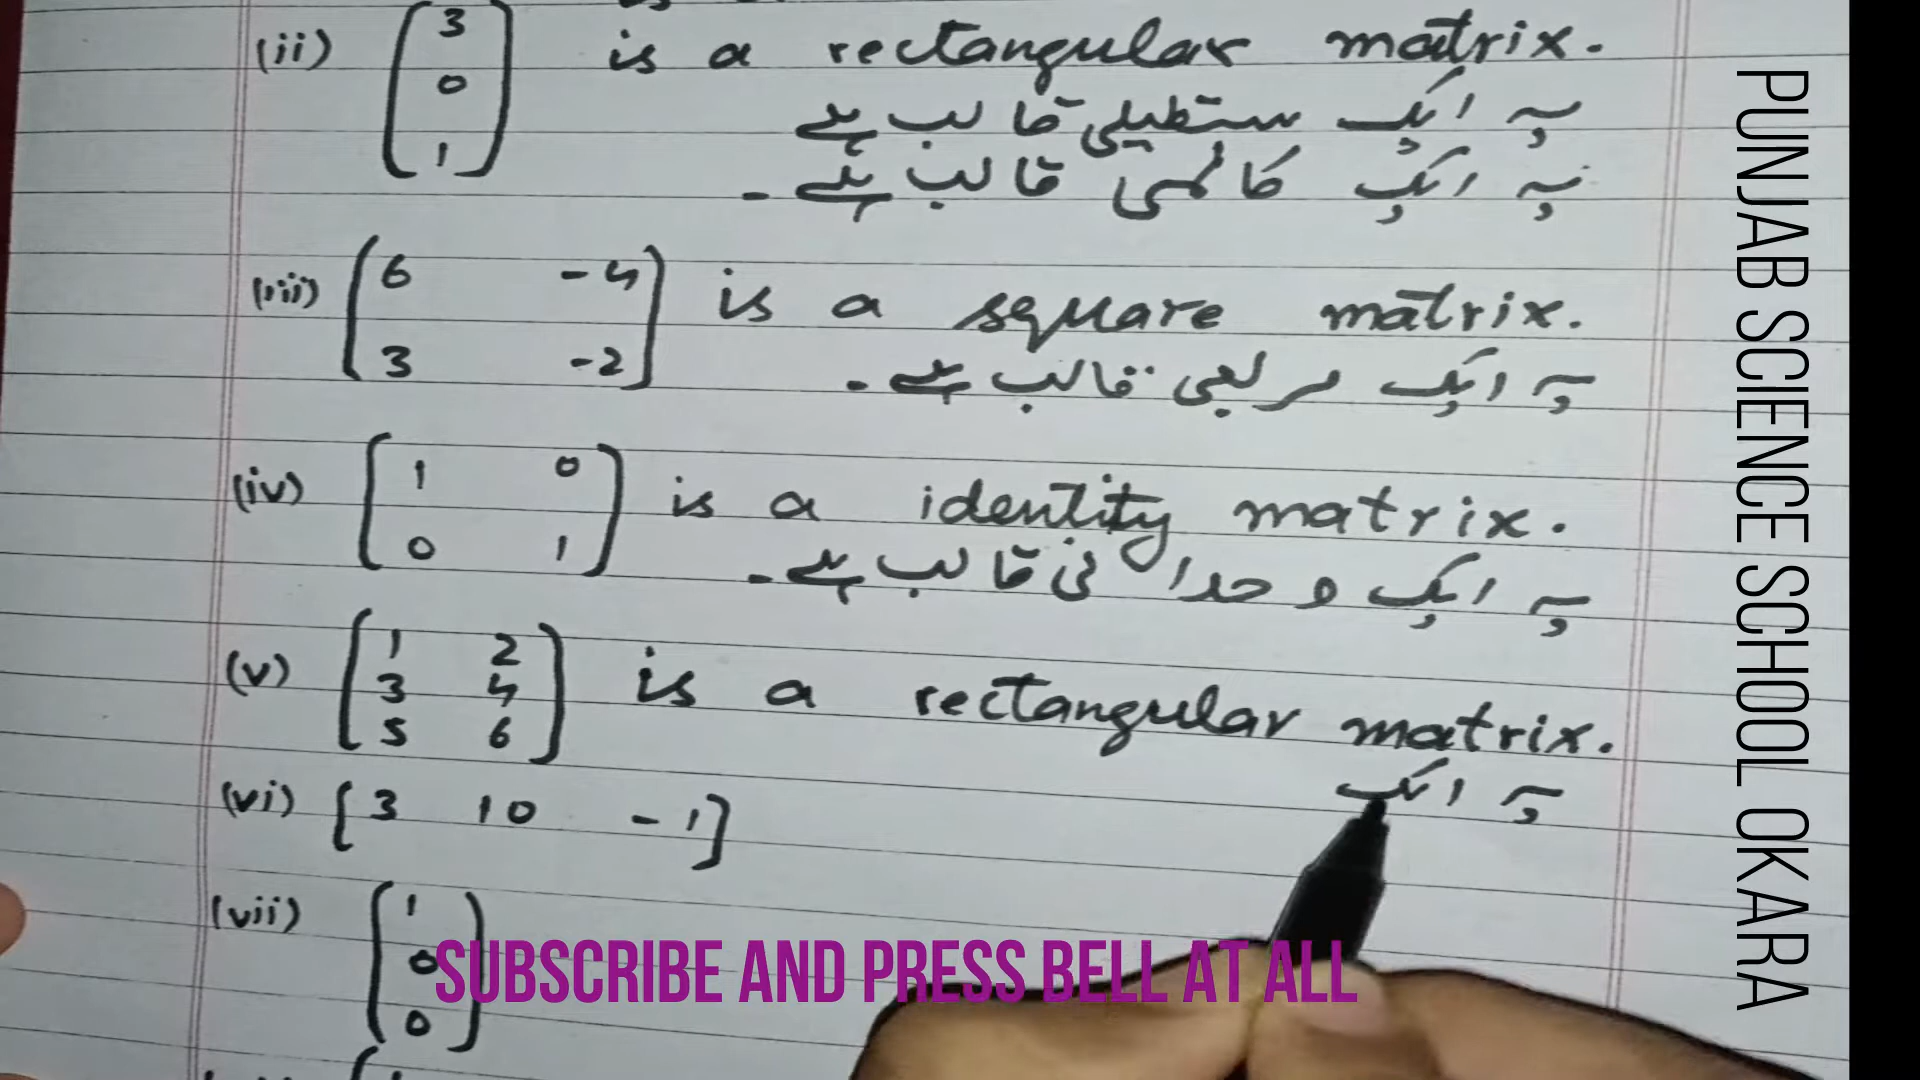 (ii) [3 is a rectangular matrix.
0
1]
یہ ایک مستطیلی قالب ہے
یہ ایک کالمی قالب ہے۔
(iii) [6 -4 is a square matrix.
3 -2]
یہ ایک مربعی قالب ہے۔
(iv) [1 0 is a identity matrix.
0 1]
یہ ایک وحدانی قالب ہے۔
(v) [1 2
3 4 is a rectangular matrix.
5 6]
یہ ایک
(vi) [3 10 -1]
(vii) [1
0
0]
SUBSCRIBE AND PRESS BELL AT ALL
PUNJAB SCIENCE SCHOOL OKARA